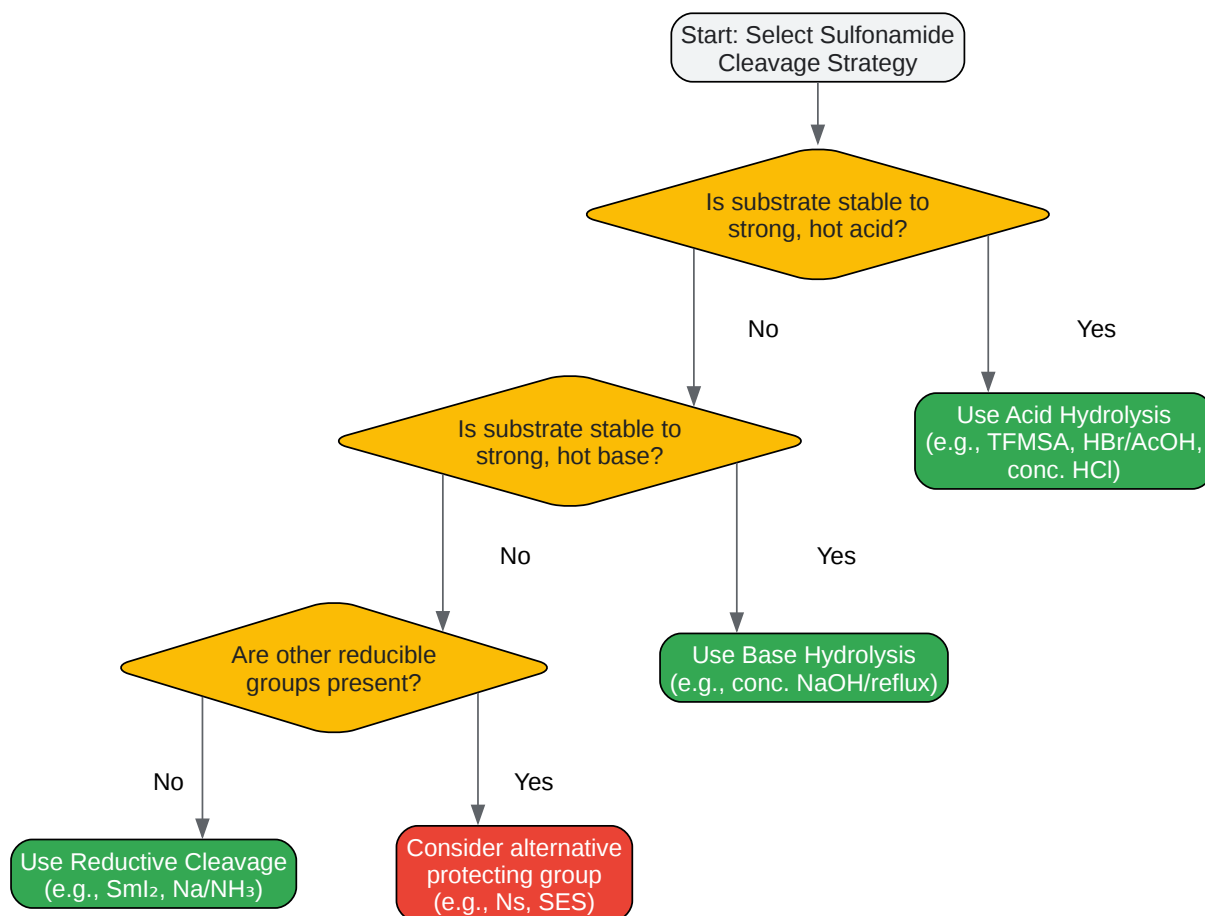 Start: Select Sulfonamide
Cleavage Strategy
Is substrate stable to
strong, hot acid?
No
Yes
Use Acid Hydrolysis
(e.g., TFMSA, HBr/AcOH,
conc. HCl)
Is substrate stable to
strong, hot base?
No
Yes
Use Base Hydrolysis
(e.g., conc. NaOH/reflux)
Are other reducible
groups present?
No
Yes
Use Reductive Cleavage
(e.g., SmI₂, Na/NH₃)
Consider alternative
protecting group
(e.g., Ns, SES)